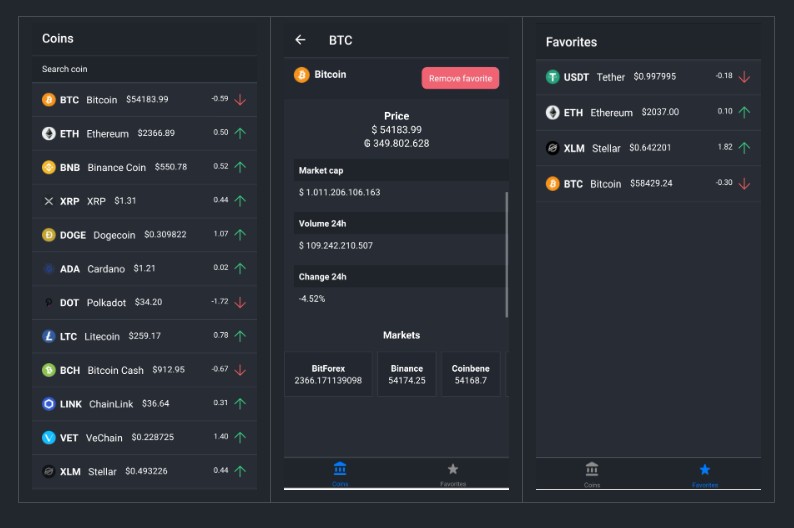 Coins
Search coin
BTC Bitcoin $54183.99 -0.59
ETH Ethereum $2366.89 0.50
BNB Binance Coin $550.78 0.52
XRP XRP $1.31 0.44
DOGE Dogecoin $0.309822 1.07
ADA Cardano $1.21 0.02
DOT Polkadot $34.20 -1.72
LTC Litecoin $259.17 0.78
BCH Bitcoin Cash $912.95 -0.67
LINK ChainLink $36.64 0.31
VET VeChain $0.228725 1.40
XLM Stellar $0.493226 0.44
BTC
Bitcoin
Remove favorite
Price
$ 54183.99
₲ 349.802.628
Market cap
$ 1.011.206.106.163
Volume 24h
$ 109.242.210.507
Change 24h
-4.52%
Markets
BitForex Binance Coinbene
2366.171139098 54174.25 54168.7
Coins Favorites
Favorites
USDT Tether $0.997995 -0.18
ETH Ethereum $2037.00 0.10
XLM Stellar $0.642201 1.82
BTC Bitcoin $58429.24 -0.30
Coins Favorites